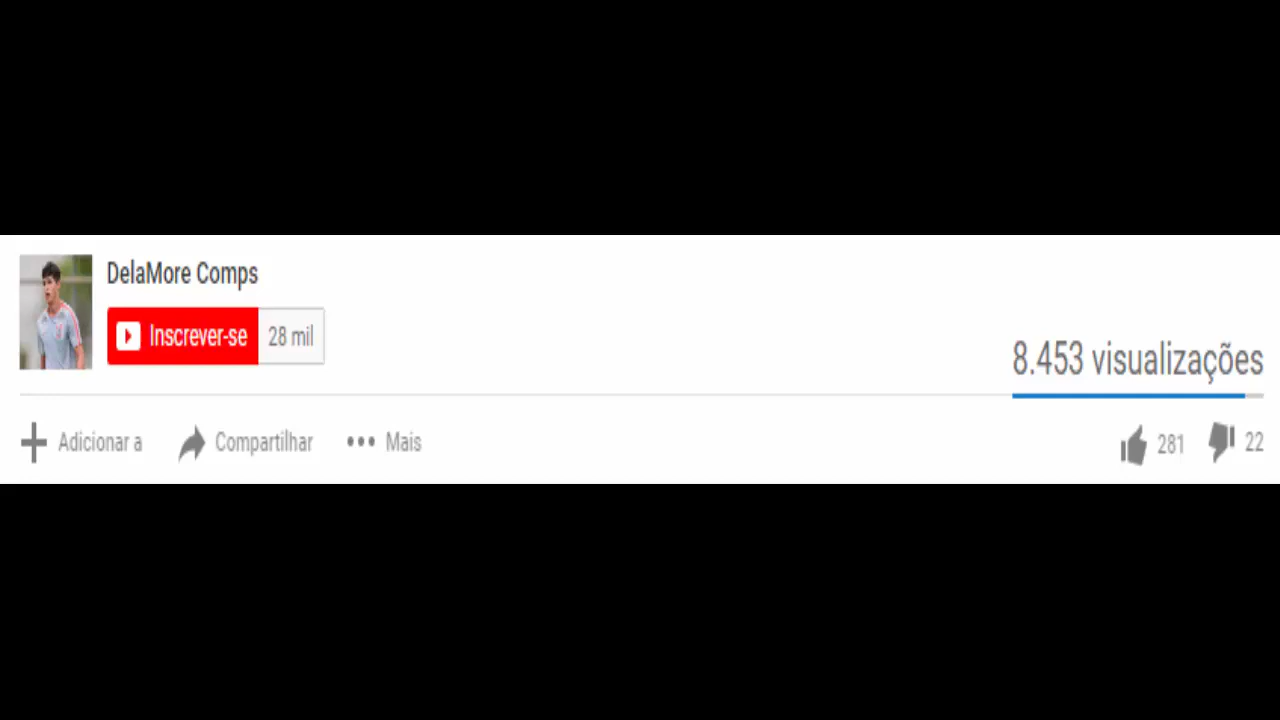 DelaMore Comps
Inscrever-se 28 mil
8.453 visualizações
Adicionar a Compartilhar Mais 281 22